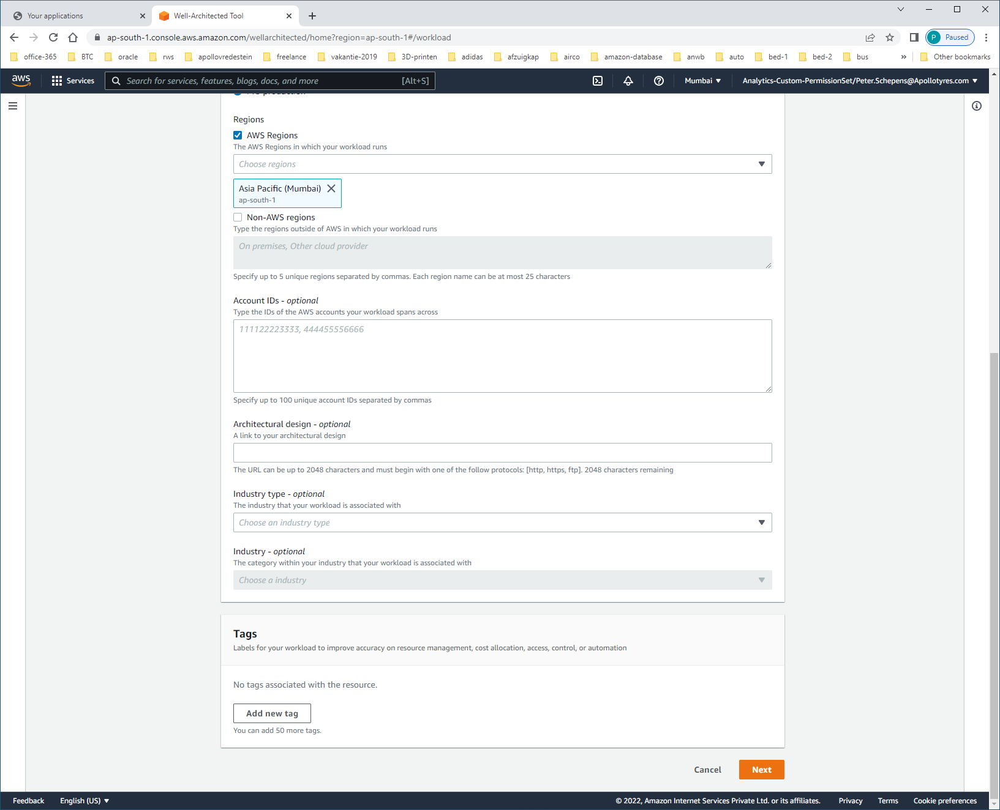 Your applications
Well-Architected Tool
ap-south-1.console.aws.amazon.com/wellarchitected/home?region=ap-south-1#/workload
P Paused
office-365 BTC oracle rws apollovredestein freelance vakantie-2019 3D-printen adidas afzuigkap airco amazon-database anwb auto bed-1 bed-2 bus » Other bookmarks
aws Services Search for services, features, blogs, docs, and more [Alt+S] Mumbai Analytics-Custom-PermissionSet/Peter.Schepens@Apollotyres.com
Regions
AWS Regions
The AWS Regions in which your workload runs
Choose regions
Asia Pacific (Mumbai)
ap-south-1
Non-AWS regions
Type the regions outside of AWS in which your workload runs
On premises, Other cloud provider
Specify up to 5 unique regions separated by commas. Each region name can be at most 25 characters
Account IDs - optional
Type the IDs of the AWS accounts your workload spans across
111122223333, 444455556666
Specify up to 100 unique account IDs separated by commas
Architectural design - optional
A link to your architectural design
The URL can be up to 2048 characters and must begin with one of the follow protocols: [http, https, ftp]. 2048 characters remaining
Industry type - optional
The industry that your workload is associated with
Choose an industry type
Industry - optional
The category within your industry that your workload is associated with
Choose a industry
Tags
Labels for your workload to improve accuracy on resource management, cost allocation, access, control, or automation
No tags associated with the resource.
Add new tag
You can add 50 more tags.
Cancel Next
Feedback English (US) © 2022, Amazon Internet Services Private Ltd. or its affiliates. Privacy Terms Cookie preferences